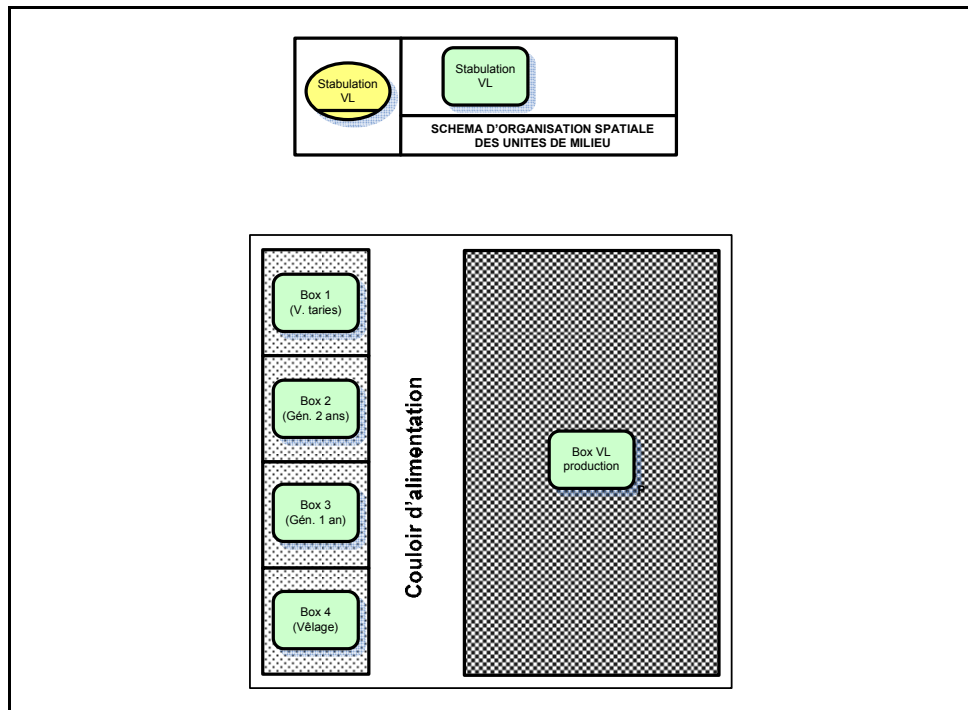 Stabulation
VL
Stabulation
VL
SCHEMA D'ORGANISATION SPATIALE
DES UNITES DE MILIEU
Box 1
(V. taries)
Box 2
(Gén. 2 ans)
Box 3
(Gén. 1 an)
Box 4
(Vêlage)
Couloir d'alimentation
Box VL
production
P